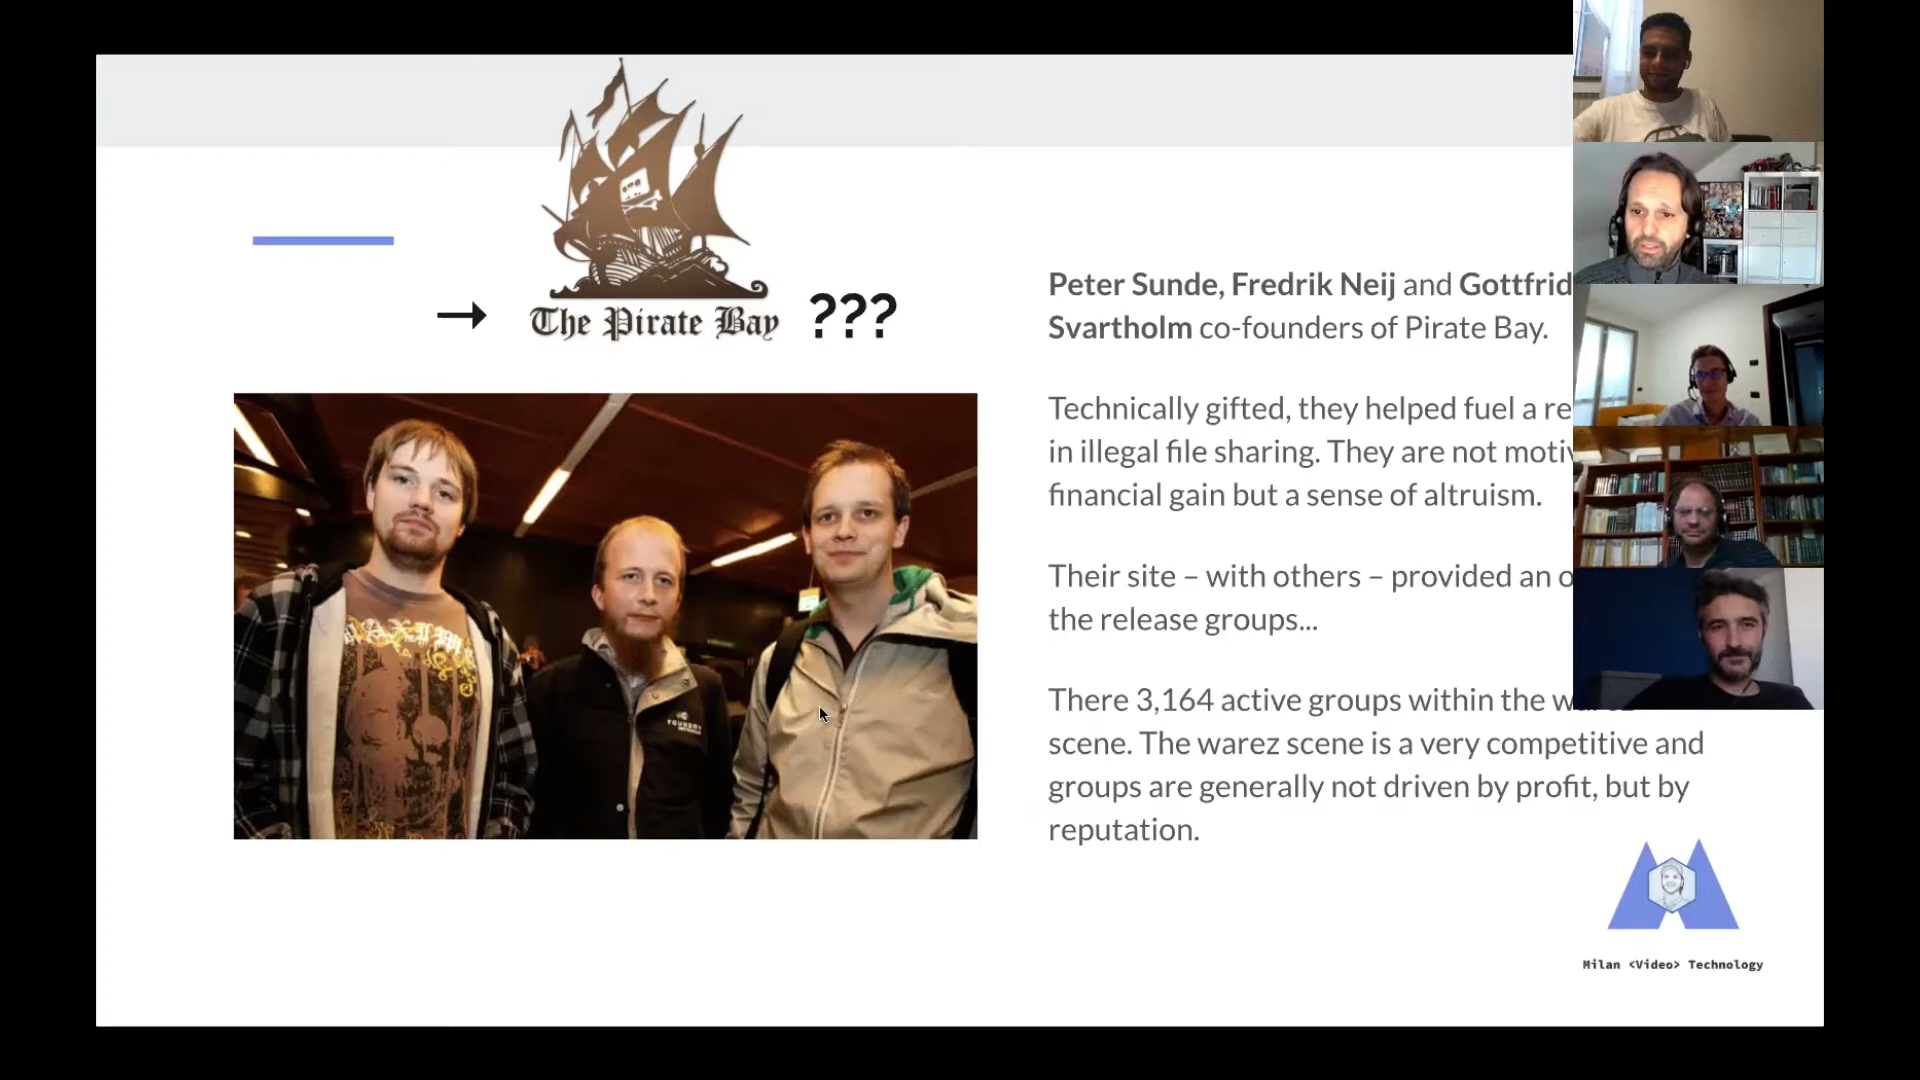 The Pirate Bay
→ ???
Peter Sunde, Fredrik Neij and Gottfrid
Svartholm co-founders of Pirate Bay.
Technically gifted, they helped fuel a
in illegal file sharing. They are not
financial gain but a sense of altruism.
Their site – with others – provided an
the release groups...
There 3,164 active groups within the
scene. The warez scene is a very competitive and
groups are generally not driven by profit, but by
reputation.
FOUNDRY
Milan <Video> Technology